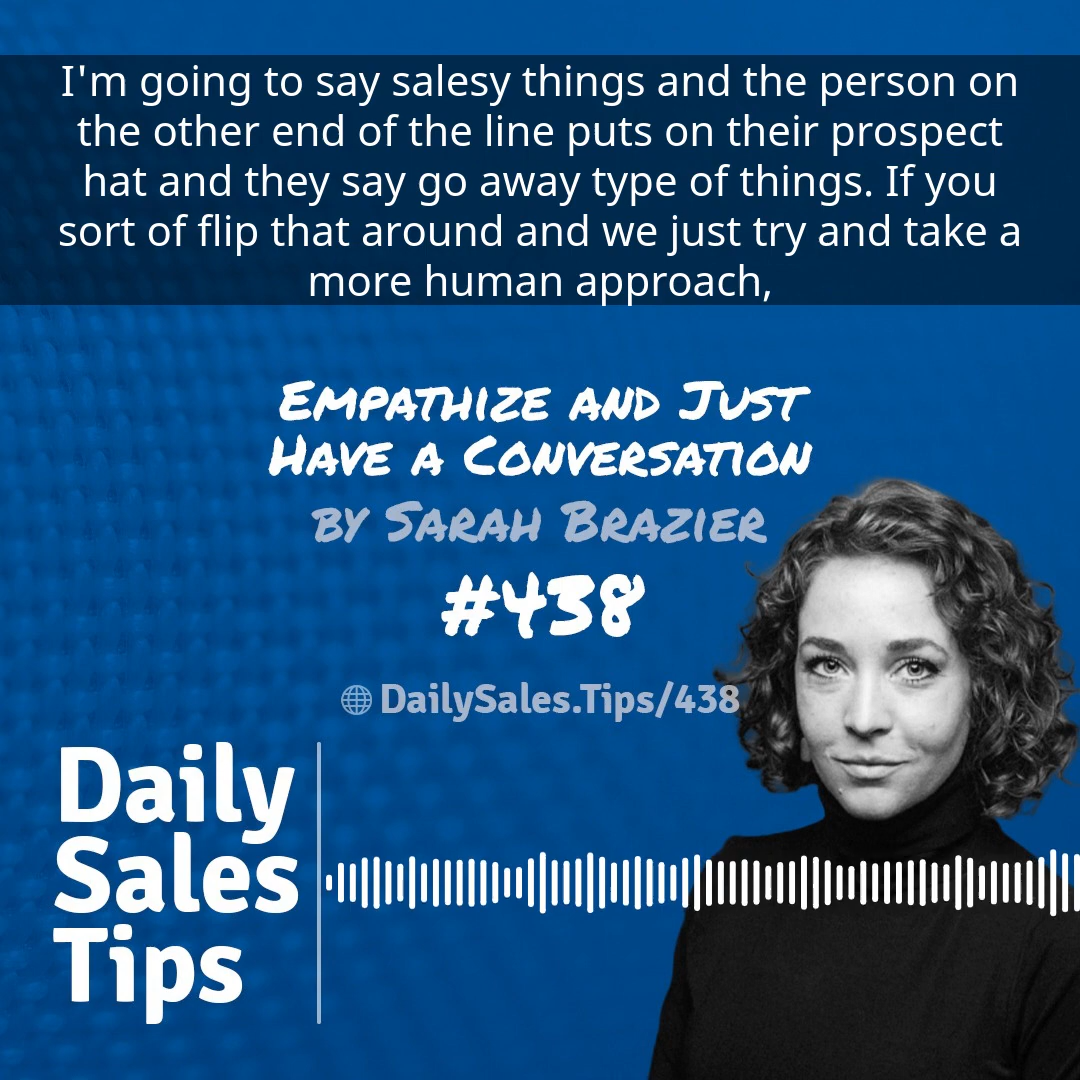 I'm going to say salesy things and the person on
the other end of the line puts on their prospect
hat and they say go away type of things. If you
sort of flip that around and we just try and take a
more human approach,
Empathize and Just
Have a Conversation
by Sarah Brazier
#438
DailySales.Tips/438
Daily
Sales
Tips